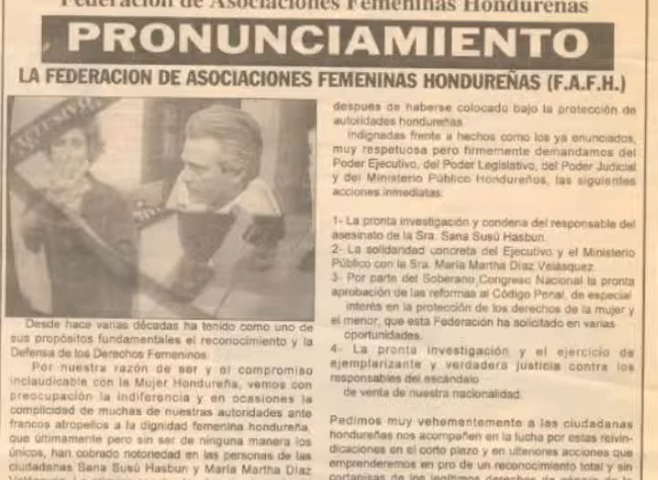 Federación de Asociaciones Femeninas Hondureñas
PRONUNCIAMIENTO
LA FEDERACION DE ASOCIACIONES FEMENINAS HONDUREÑAS (F.A.F.H.)
Desde hace varias décadas ha tenido como uno de
sus propósitos fundamentales el reconocimiento y la
Defensa de los Derechos Femeninos.
Por nuestra razón de ser y el compromiso
inclaudicable con la Mujer Hondureña, vemos con
preocupación la indiferencia y en ocasiones la
complicidad de muchas de nuestras autoridades ante
francos atropellos a la dignidad femenina hondureña,
que últimamente pero sin ser de ninguna manera los
únicos, han cobrado notoriedad en las personas de las
ciudadanas Sana Susú Hasbun y María Martha Díaz
después de haberse colocado bajo la protección de
autoridades hondureñas.
Indignadas frente a hechos como los ya enunciados,
muy respetuosa pero firmemente demandamos del
Poder Ejecutivo, del Poder Legislativo, del Poder Judicial
y del Ministerio Público Hondureños, las siguientes
acciones inmediatas:
1- La pronta investigación y condena del responsable del
asesinato de la Sra. Sana Susú Hasbun.
2- La solidaridad concreta del Ejecutivo y el Ministerio
Público con la Sra. María Martha Díaz Velásquez.
3- Por parte del Soberano Congreso Nacional la pronta
aprobación de las reformas al Código Penal, de especial
interés en la protección de los derechos de la mujer y
el menor, que esta Federación ha solicitado en varias
oportunidades.
4- La pronta investigación y el ejercicio de
ejemplarizante y verdadera justicia contra los
responsables del escándalo
de venta de nuestra nacionalidad.
Pedimos muy vehementemente a las ciudadanas
hondureñas nos acompañen en la lucha por estas reivin-
dicaciones en el corto plazo y en ulteriores acciones que
emprenderemos en pro de un reconocimiento total y sin
cortapisas de los legítimos derechos de género de la